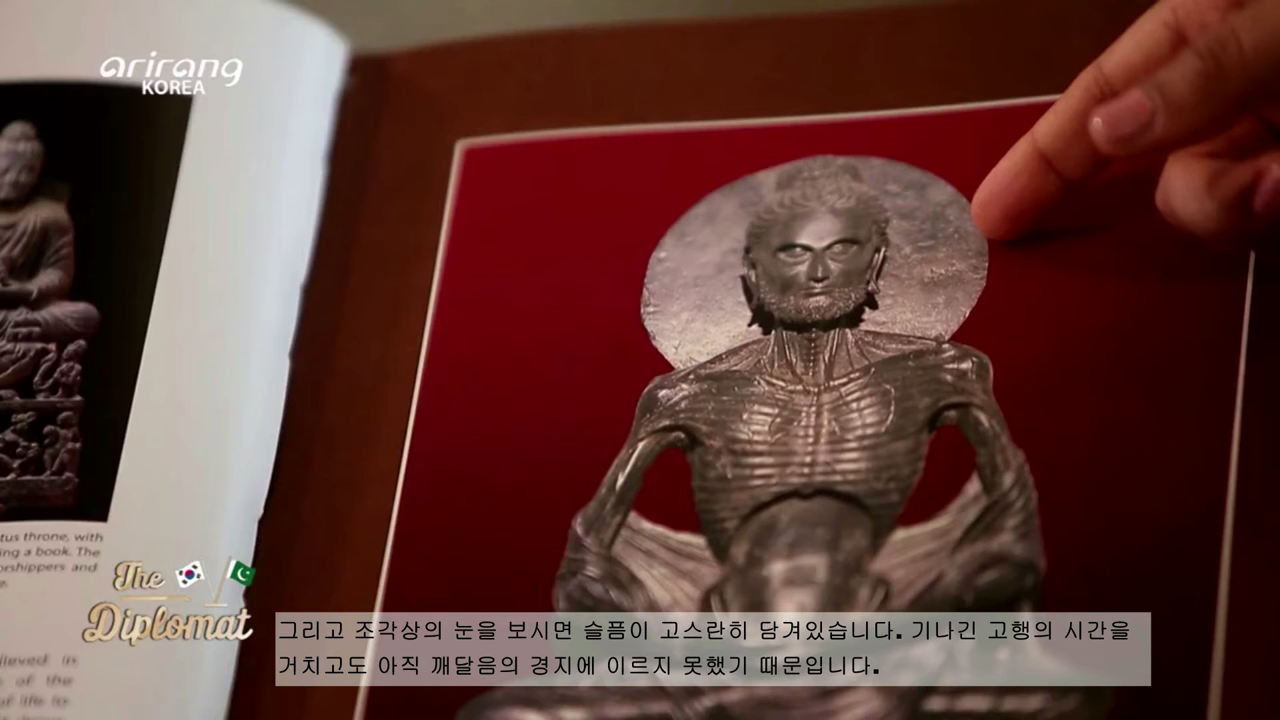 arirang
KOREA
tus throne, with
ing a book. The
orshippers and
The
Diplomat
그리고 조각상의 눈을 보시면 슬픔이 고스란히 담겨있습니다. 기나긴 고행의 시간을
거치고도 아직 깨달음의 경지에 이르지 못했기 때문입니다.
lieved in
s of the
of life to